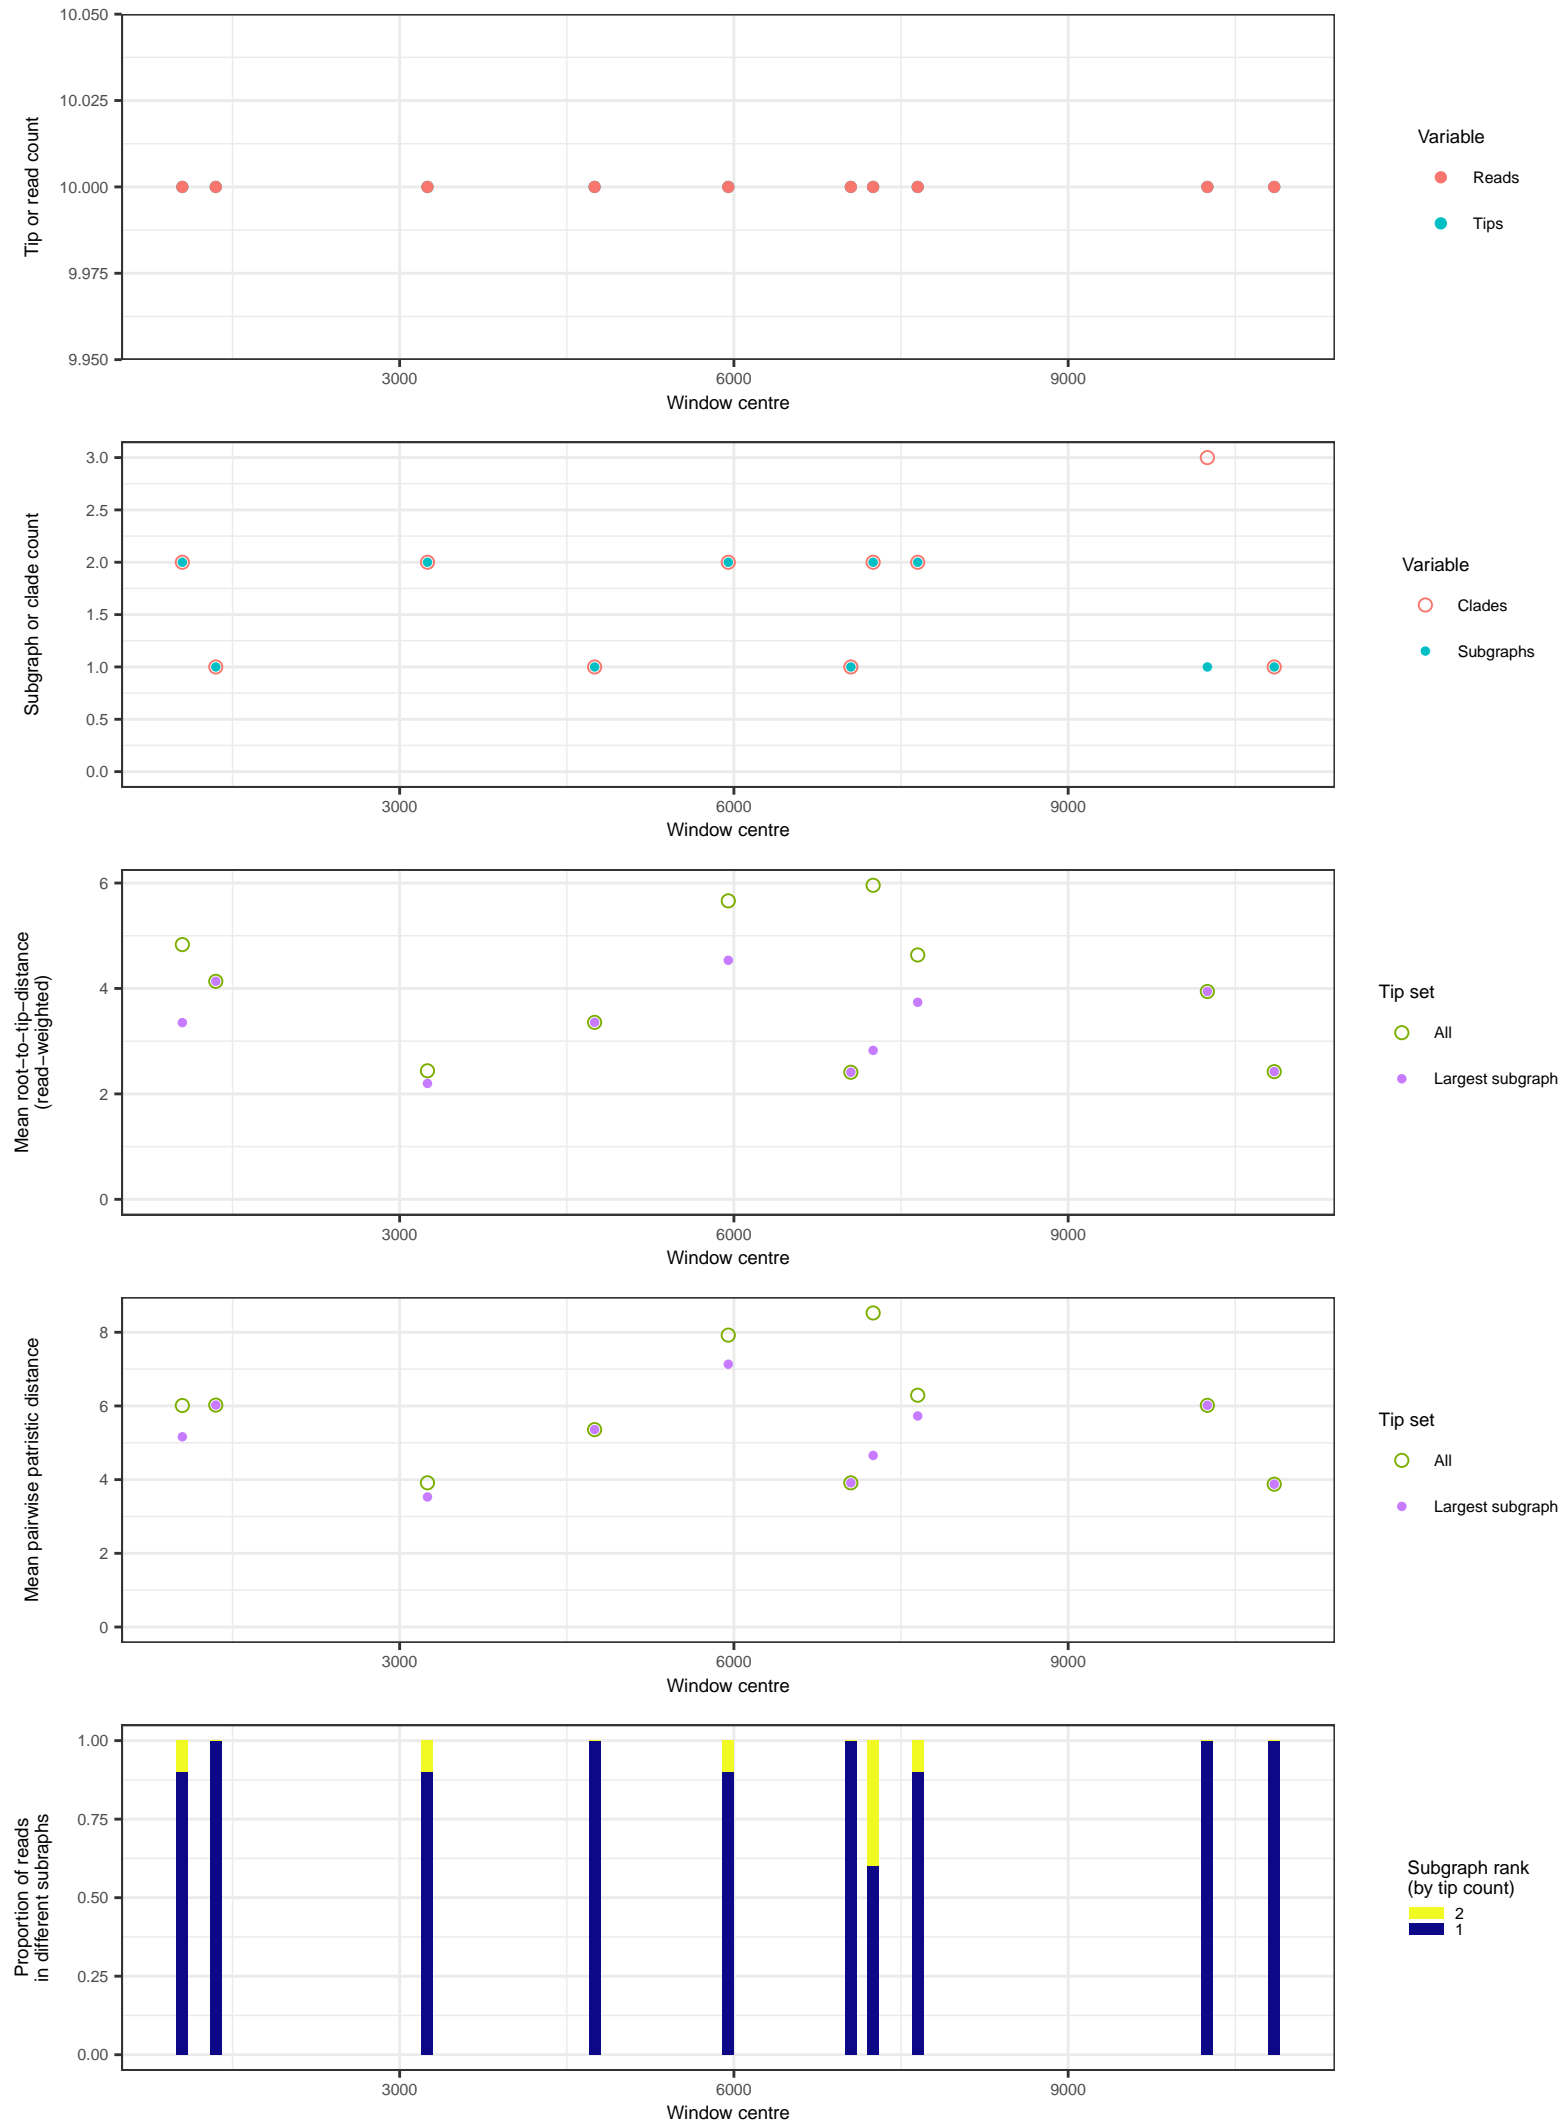 10.050
10.025
10.000
9.975
9.950
Tip or read count
3000
6000
9000
Window centre
Variable
Reads
Tips
3.0
2.5
2.0
1.5
1.0
0.5
0.0
Subgraph or clade count
3000
6000
9000
Window centre
Variable
Clades
Subgraphs
6
4
2
0
Mean root−to−tip−distance
(read−weighted)
3000
6000
9000
Window centre
Tip set
All
Largest subgraph
8
6
4
2
0
Mean pairwise patristic distance
3000
6000
9000
Window centre
Tip set
All
Largest subgraph
1.00
0.75
0.50
0.25
0.00
Proportion of reads
in different subraphs
3000
6000
9000
Window centre
Subgraph rank
(by tip count)
2
1